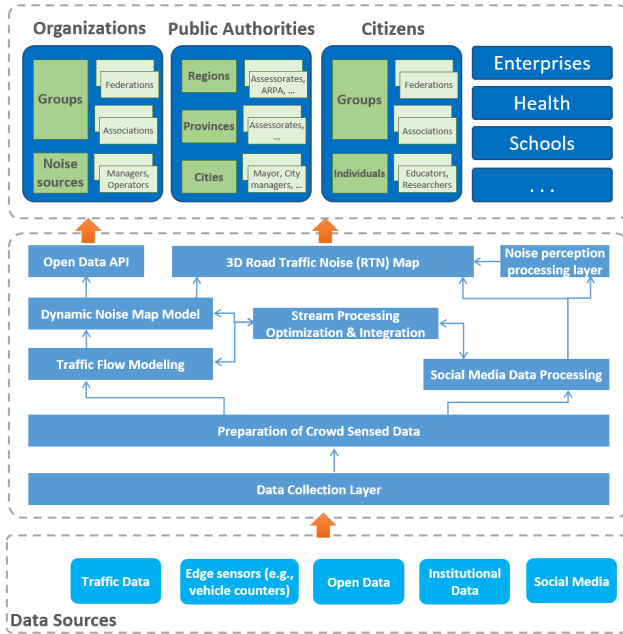 Organizations
Public Authorities
Citizens
Groups
Federations
Associations
Noise
sources
Managers,
Operators
Regions
Assessorates,
ARPA, ...
Provinces
Assessorates,
, ...
Cities
Mayor, City
managers, ...
Groups
Federations
Associations
Individuals
Educators,
Researchers
Enterprises
Health
Schools
. . .
Open Data API
3D Road Traffic Noise (RTN) Map
Noise perception
processing layer
Dynamic Noise Map Model
Stream Processing
Optimization & Integration
Traffic Flow Modeling
Social Media Data Processing
Preparation of Crowd Sensed Data
Data Collection Layer
Traffic Data
Edge sensors (e.g.,
vehicle counters)
Open Data
Institutional
Data
Social Media
Data Sources